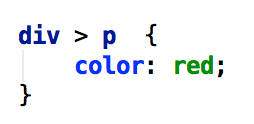 div > p  {
    color: red;
}